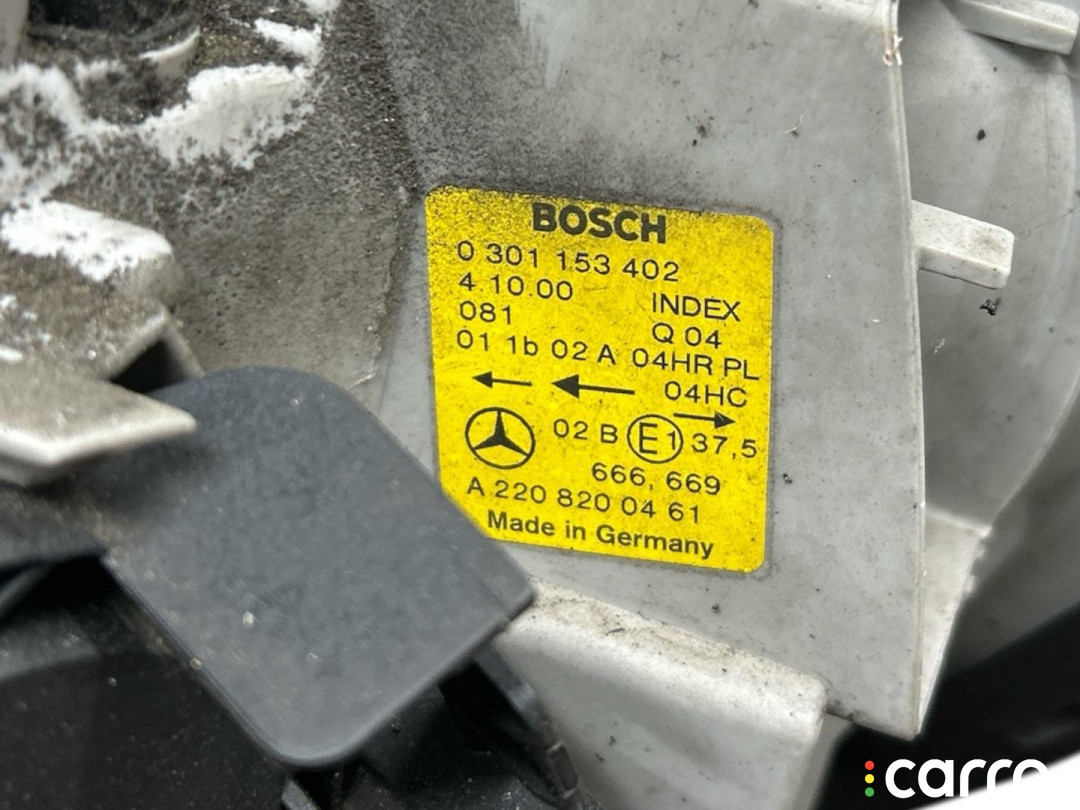 BOSCH
0 301 153 402
4.10.00 INDEX
081 Q 04
01 1b 02 A 04HR PL
04HC
02 B E1 37,5
666, 669
A 220 820 04 61
Made in Germany
carro